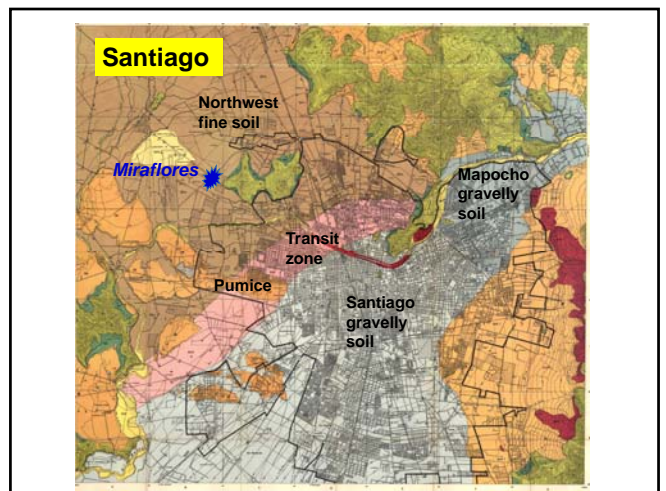 Santiago
Northwest
fine soil
Miraflores
Mapocho
gravelly
soil
Transit
zone
Pumice
Santiago
gravelly
soil